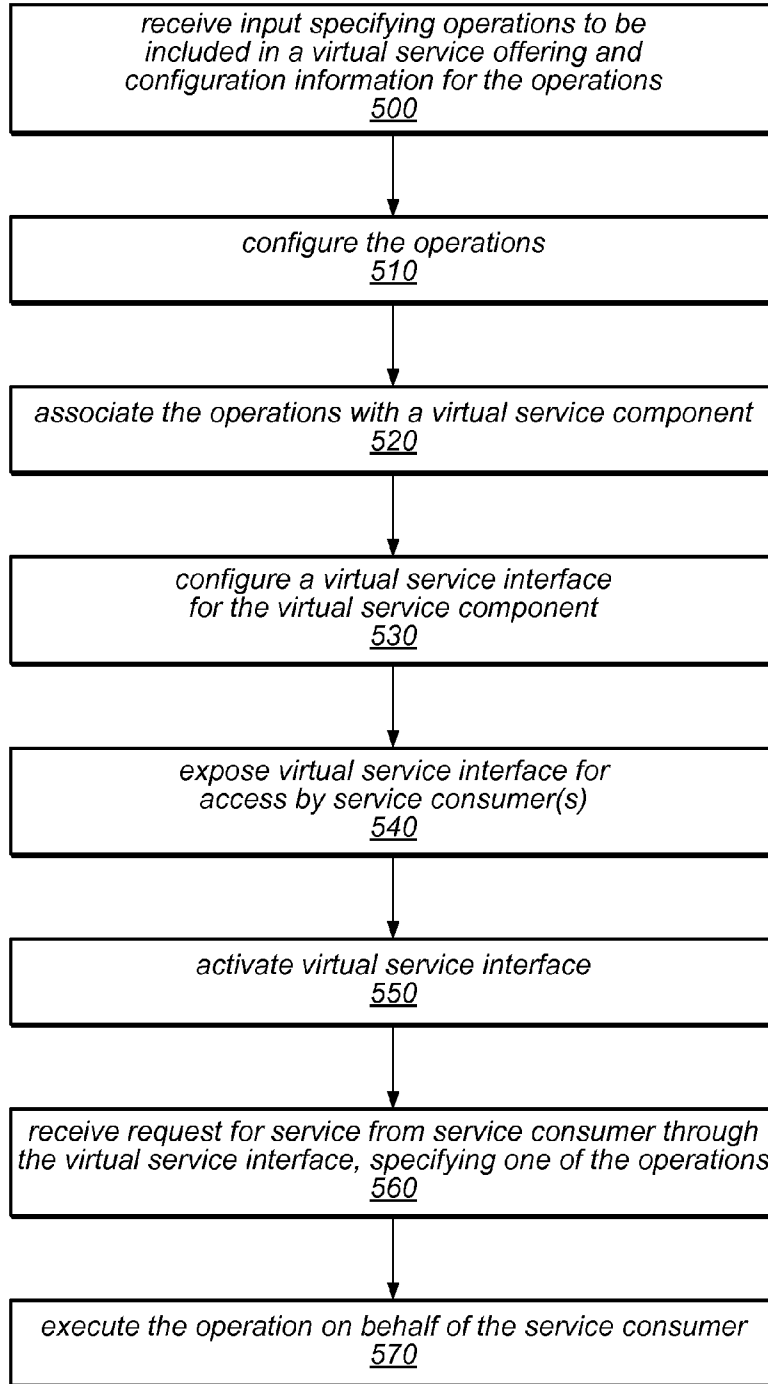 receive input specifying operations to be
included in a virtual service offering and
configuration information for the operations
500
configure the operations
510
associate the operations with a virtual service component
520
configure a virtual service interface
for the virtual service component
530
expose virtual service interface for
access by service consumer(s)
540
activate virtual service interface
550
receive request for service from service consumer through
the virtual service interface, specifying one of the operations
560
execute the operation on behalf of the service consumer
570